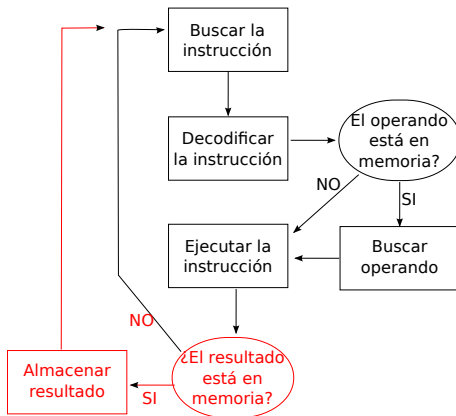 Buscar la
instrucción
Decodificar
la instrucción
El operando
está en
memoria?
NO
SI
Ejecutar la
instrucción
Buscar
operando
NO
¿El resultado
está en
memoria?
SI
Almacenar
resultado